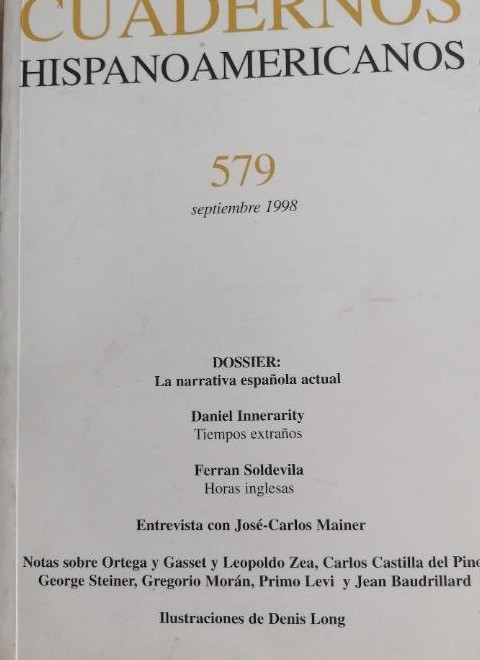 CUADERNOS
HISPANOAMERICANOS
579
septiembre 1998
DOSSIER:
La narrativa española actual
Daniel Innerarity
Tiempos extraños
Ferran Soldevila
Horas inglesas
Entrevista con José-Carlos Mainer
Notas sobre Ortega y Gasset y Leopoldo Zea, Carlos Castilla del Pino
George Steiner, Gregorio Morán, Primo Levi y Jean Baudrillard
Ilustraciones de Denis Long